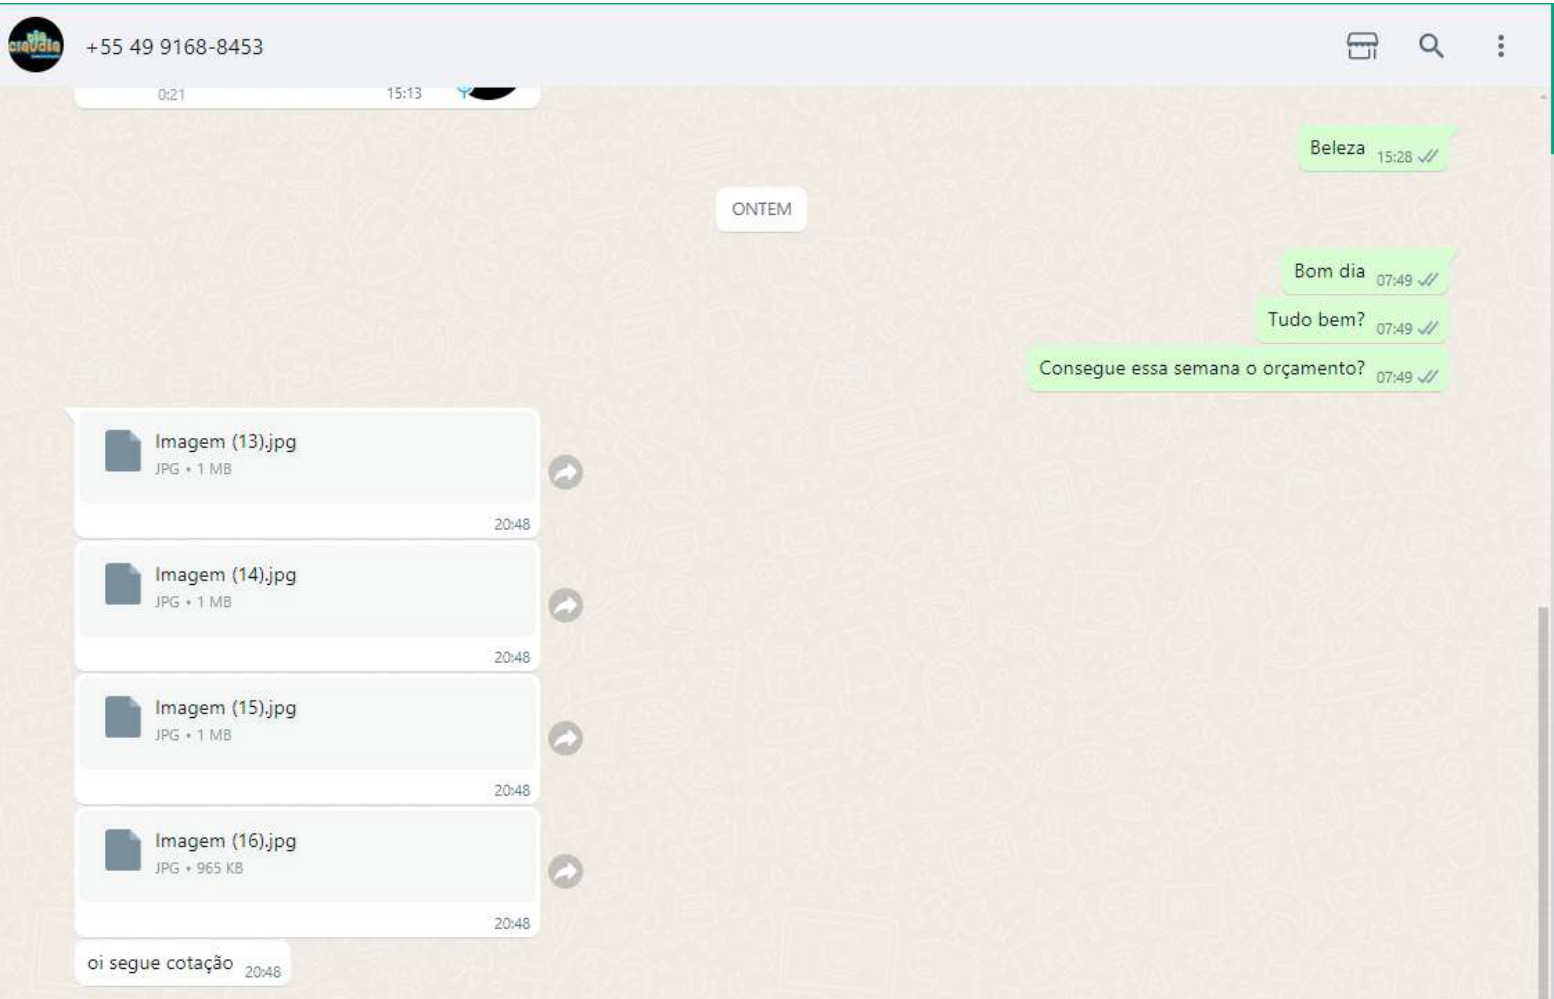 tia
claudia
+55 49 9168-8453
0:21 15:13
Beleza 15:28
ONTEM
Bom dia 07:49
Tudo bem? 07:49
Consegue essa semana o orçamento? 07:49
Imagem (13).jpg
JPG • 1 MB
20:48
Imagem (14).jpg
JPG • 1 MB
20:48
Imagem (15).jpg
JPG • 1 MB
20:48
Imagem (16).jpg
JPG • 965 KB
20:48
oi segue cotação 20:48